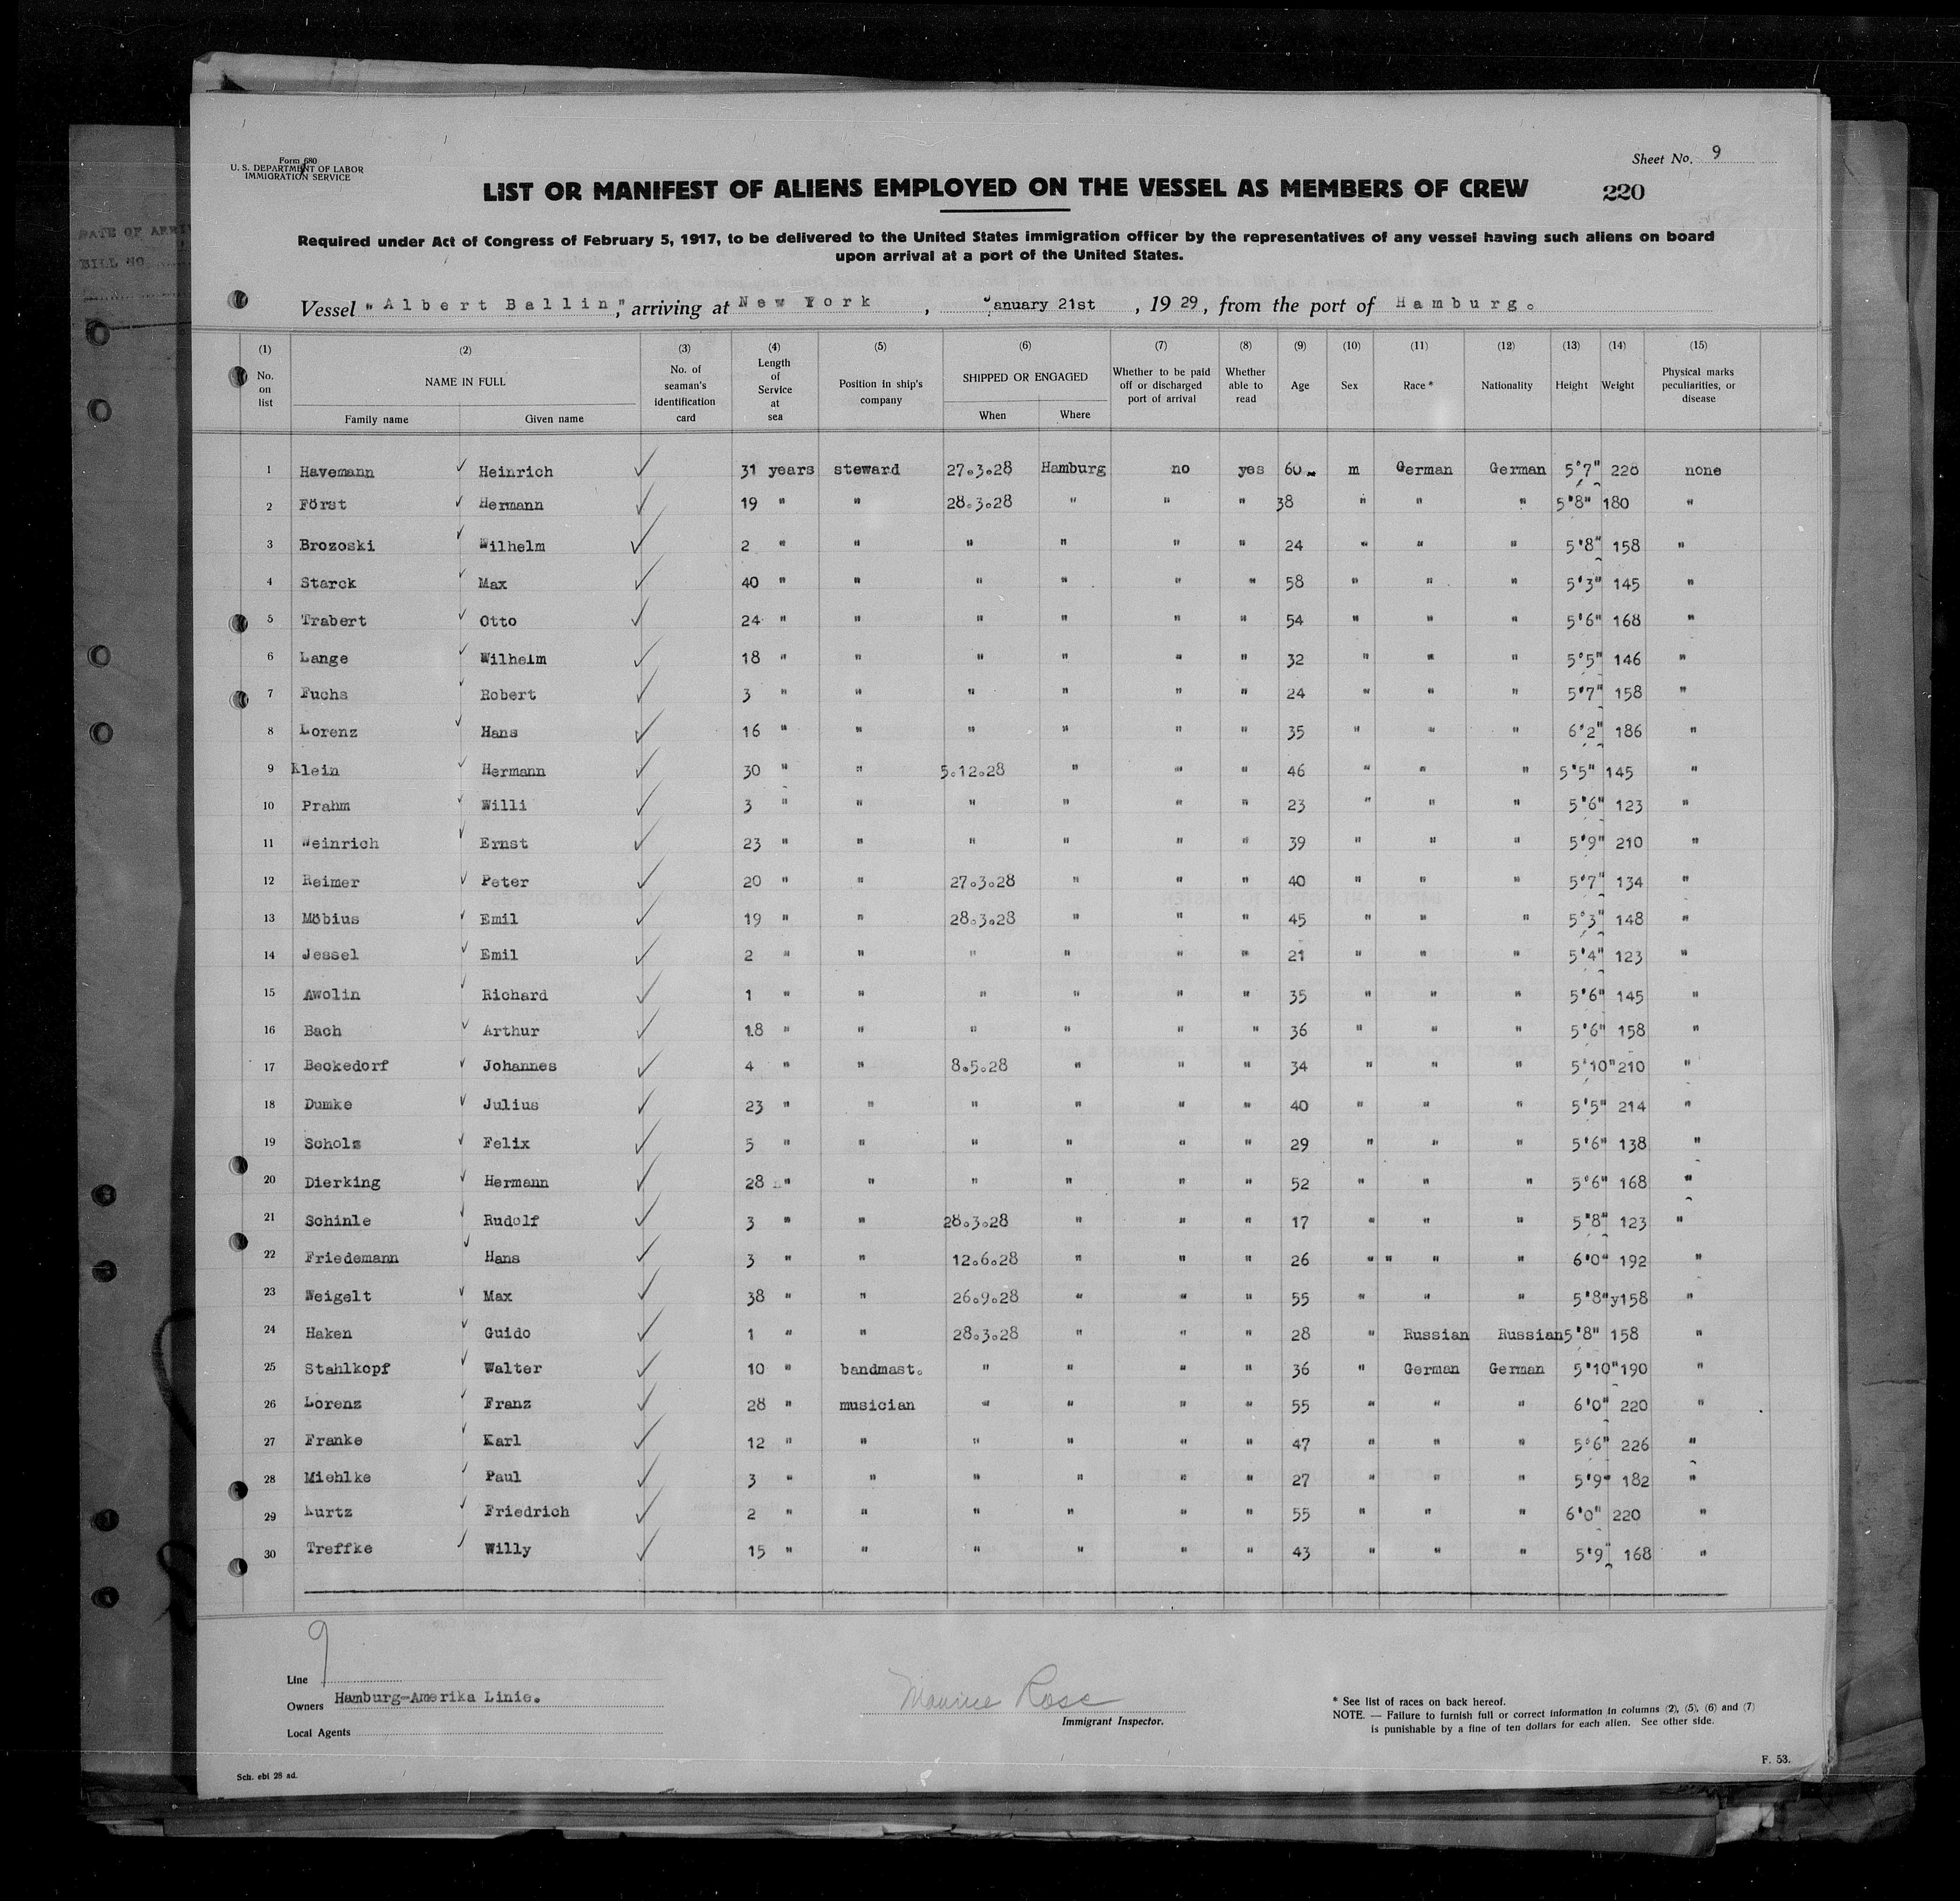 Form 680
U. S. DEPARTMENT OF LABOR
IMMIGRATION SERVICE
Sheet No. 9
LIST OR MANIFEST OF ALIENS EMPLOYED ON THE VESSEL AS MEMBERS OF CREW 220
Required under Act of Congress of February 5, 1917, to be delivered to the United States immigration officer by the representatives of any vessel having such aliens on board
upon arrival at a port of the United States.
Vessel "Albert Ballin", arriving at New York, January 21st, 1929, from the port of Hamburg.
(1) (2) (3) (4) (5) (6) (7) (8) (9) (10) (11) (12) (13) (14) (15)
No. on list NAME IN FULL Family name Given name No. of seaman's identification card Length of Service at sea Position in ship's company SHIPPED OR ENGAGED When Where Whether to be paid off or discharged port of arrival Whether able to read Age Sex Race * Nationality Height Weight Physical marks peculiarities, or disease
1 Havemann ✓ Heinrich ✓ 31 years steward 27.3.28 Hamburg no yes 60 m German German 5'7" 228 none
2 Först ✓ Hermann ✓ 19 " " 28.3.28 " " " 38 " " " 5'8" 180 "
3 Brozoski ✓ Wilhelm ✓ 2 " " " " " " 24 " " " 5'8" 158 "
4 Starck ✓ Max ✓ 40 " " " " " " 58 " " " 5'3" 145 "
5 Trabert ✓ Otto ✓ 24 " " " " " " 54 " " " 5'6" 168 "
6 Lange ✓ Wilhelm ✓ 18 " " " " " " 32 " " " 5'5" 146 "
7 Fuchs ✓ Robert ✓ 3 " " " " " " 24 " " " 5'7" 158 "
8 Lorenz ✓ Hans ✓ 16 " " " " " " 35 " " " 6'2" 186 "
9 Klein ✓ Hermann ✓ 30 " " 5.12.28 " " " 46 " " " 5'5" 145 "
10 Prahm ✓ Willi ✓ 3 " " " " " " 23 " " " 5'6" 123 "
11 Weinrich ✓ Ernst ✓ 23 " " " " " " 39 " " " 5'9" 210 "
12 Reimer ✓ Peter ✓ 20 " " 27.3.28 " " " 40 " " " 5'7" 134 "
13 Möbius ✓ Emil ✓ 19 " " 28.3.28 " " " 45 " " " 5'3" 148 "
14 Jessel ✓ Emil ✓ 2 " " " " " " 21 " " " 5'4" 123 "
15 Awolin ✓ Richard ✓ 1 " " " " " " 35 " " " 5'6" 145 "
16 Bach ✓ Arthur ✓ 18 " " " " " " 36 " " " 5'6" 158 "
17 Beckedorf ✓ Johannes ✓ 4 " " 8.5.28 " " " 34 " " " 5'10" 210 "
18 Dumke ✓ Julius ✓ 23 " " " " " " 40 " " " 5'5" 214 "
19 Scholz ✓ Felix ✓ 5 " " " " " " 29 " " " 5'6" 138 "
20 Dierking ✓ Hermann ✓ 28 " " " " " " 52 " " " 5'6" 168 "
21 Schinle ✓ Rudolf ✓ 3 " " 28.3.28 " " " 17 " " " 5'8" 123 "
22 Friedemann ✓ Hans ✓ 3 " " 12.6.28 " " " 26 " " " " 6'0" 192 "
23 Weigelt ✓ Max ✓ 38 " " 26.9.28 " " " 55 " " " 5'8"y158 "
24 Haken ✓ Guido ✓ 1 " " 28.3.28 " " " 28 " Russian Russian 5'8" 158 "
25 Stahlkopf ✓ Walter ✓ 10 " bandmast. " " " " 36 " German German 5'10" 190 "
26 Lorenz ✓ Franz ✓ 28 " musician " " " " 55 " " " 6'0" 220 "
27 Franke ✓ Karl ✓ 12 " " " " " " 47 " " " 5'6" 226 "
28 Miehlke ✓ Paul ✓ 3 " " " " " " 27 " " " 5'9" 182 "
29 Kurtz ✓ Friedrich ✓ 2 " " " " " " 55 " " " 6'0" 220 "
30 Treffke ✓ Willy ✓ 15 " " " " " " 43 " " " 5'9 168 "
9
Line
Owners Hamburg-Amerika Linie.
Local Agents
Maurice Rose
Immigrant Inspector.
* See list of races on back hereof.
NOTE. — Failure to furnish full or correct information in columns (2), (5), (6) and (7)
is punishable by a fine of ten dollars for each alien. See other side.
F. 53.
Sch. ebl 28 ad.
DATE OF ARRI
BILL NO.